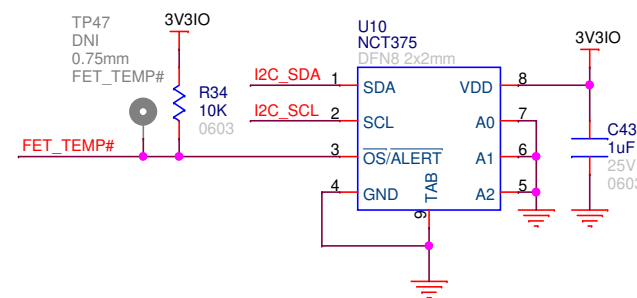 TP47
DNI
0.75mm
FET_TEMP#
3V3IO
R34
10K
0603
FET_TEMP#
I2C_SDA
I2C_SCL
U10
NCT375
DFN8 2x2mm
1 SDA
2 SCL
3 OS/ALERT
4 GND
TAB
9
VDD 8
A0 7
A1 6
A2 5
3V3IO
C43
1uF
25V
0603